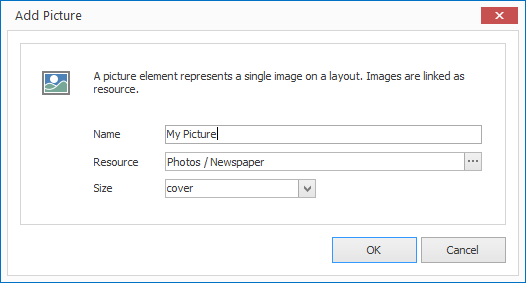 Add Picture
A picture element represents a single image on a layout. Images are linked as
resource.
Name My Picture
Resource Photos / Newspaper ...
Size cover
OK Cancel